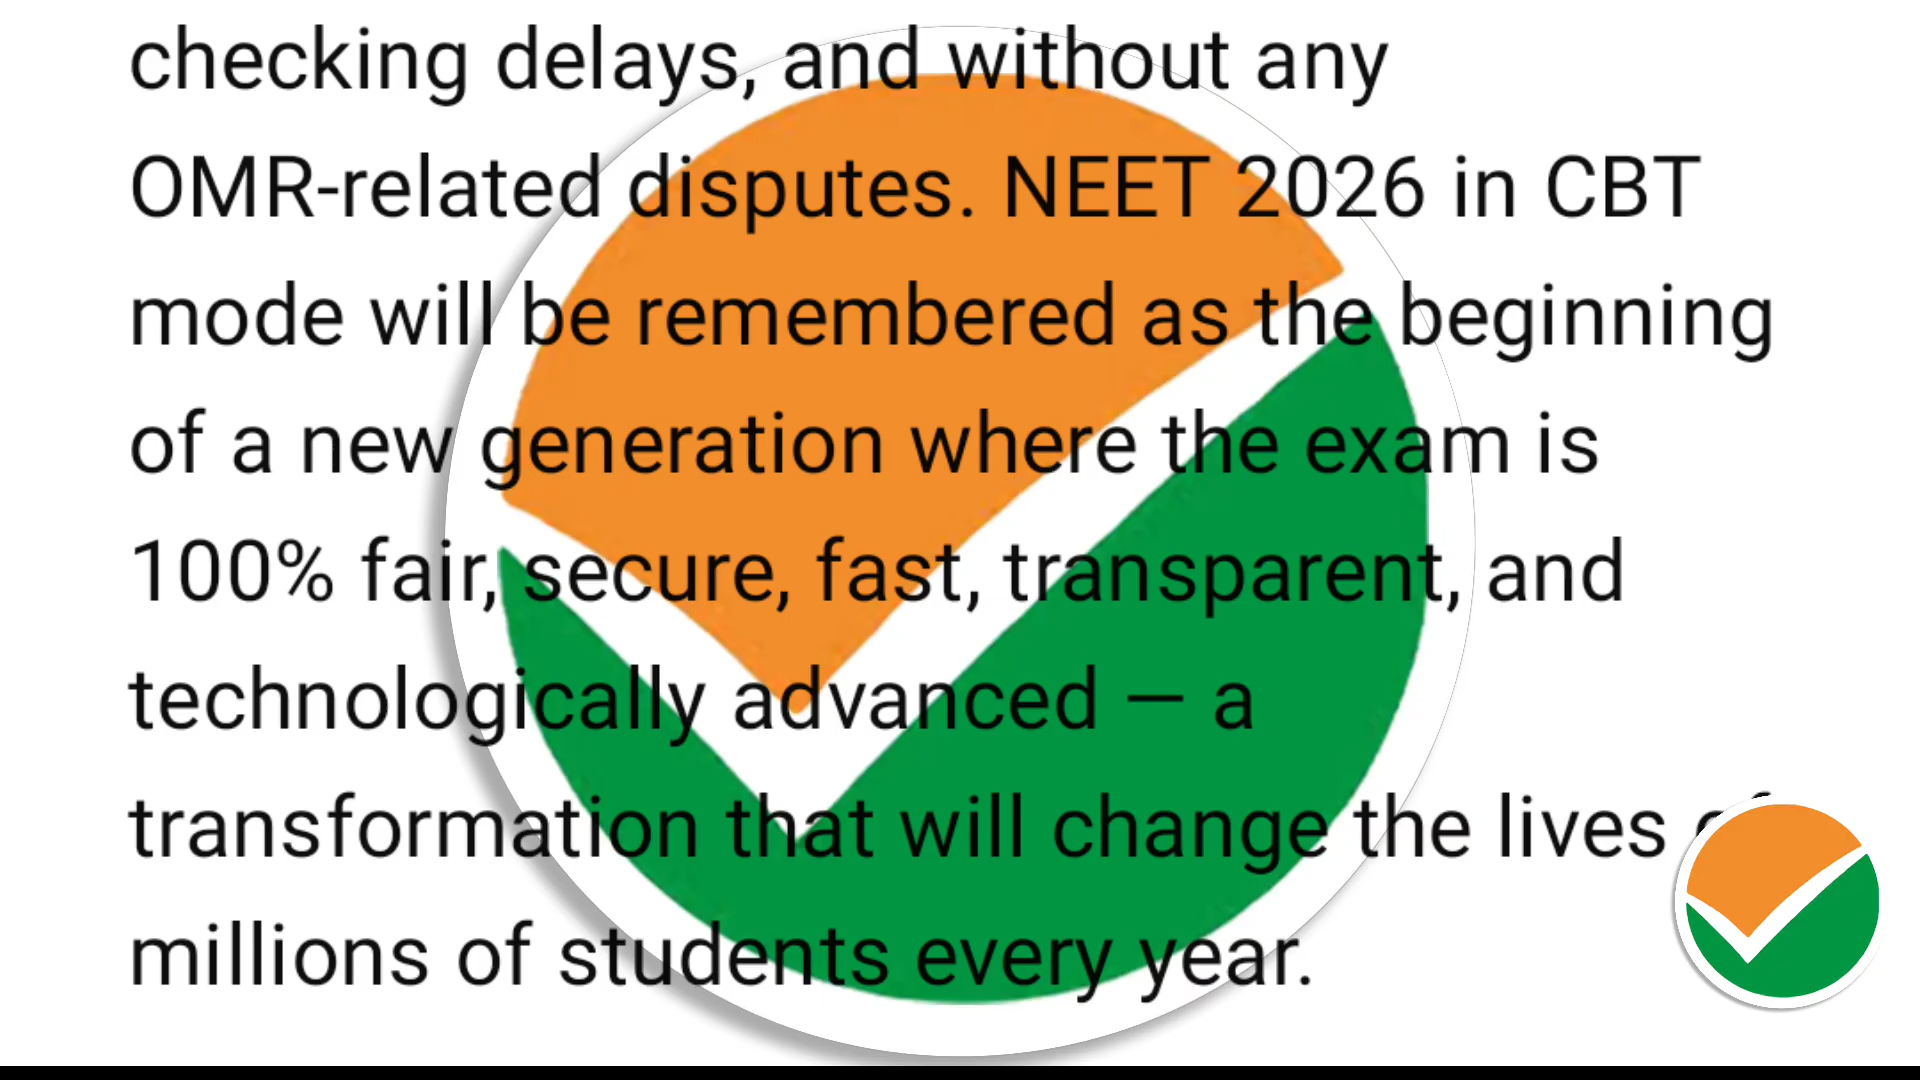 checking delays, and without any
OMR-related disputes. NEET 2026 in CBT
mode will be remembered as the beginning
of a new generation where the exam is
100% fair, secure, fast, transparent, and
technologically advanced — a
transformation that will change the lives
millions of students every year.